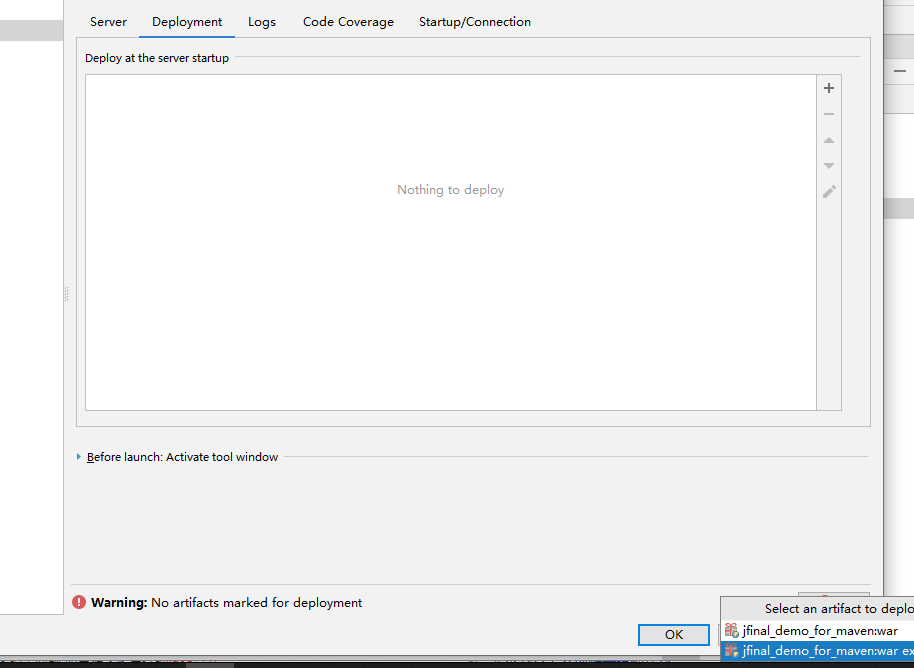 Server Deployment Logs Code Coverage Startup/Connection
Deploy at the server startup
Nothing to deploy
Before launch: Activate tool window
Warning: No artifacts marked for deployment
Select an artifact to deplo
OK
jfinal_demo_for_maven:war
jfinal_demo_for_maven:war ex